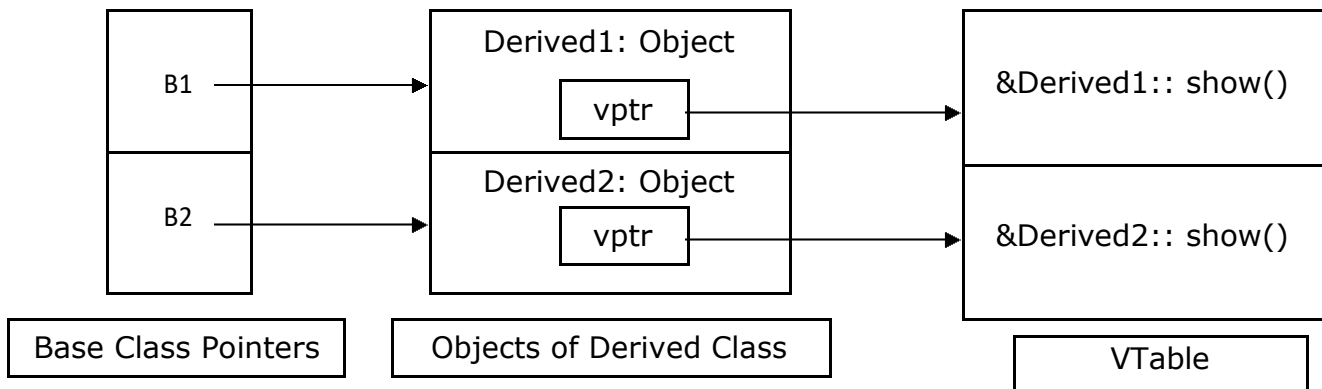 B1
Derived1: Object
vptr
&Derived1:: show()
B2
Derived2: Object
vptr
&Derived2:: show()
Base Class Pointers
Objects of Derived Class
VTable